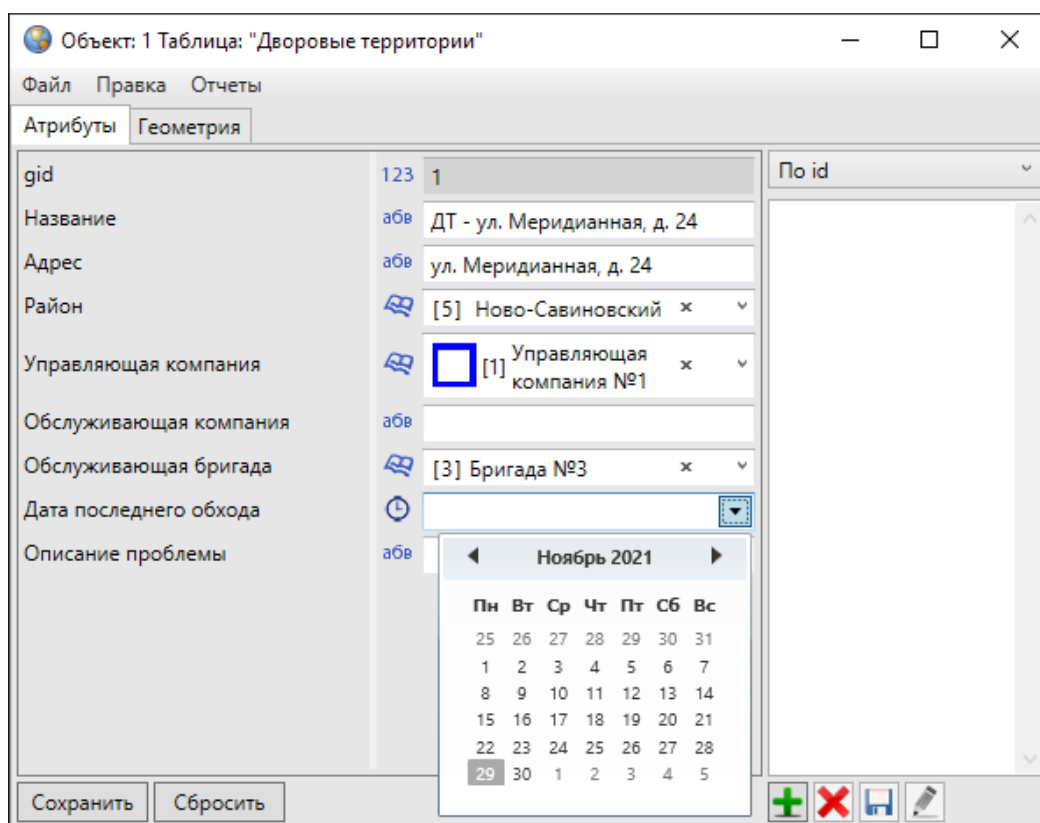 Объект: 1 Таблица: "Дворовые территории"
Файл Правка Отчеты
Атрибуты Геометрия
gid 123 1
По id
Название абв ДТ - ул. Меридианная, д. 24
Адрес абв ул. Меридианная, д. 24
Район [5] Ново-Савиновский ×
Управляющая компания [1] Управляющая
компания №1 ×
Обслуживающая компания абв
Обслуживающая бригада [3] Бригада №3 ×
Дата последнего обхода
Описание проблемы абв
Ноябрь 2021
Пн Вт Ср Чт Пт Сб Вс
25 26 27 28 29 30 31
1 2 3 4 5 6 7
8 9 10 11 12 13 14
15 16 17 18 19 20 21
22 23 24 25 26 27 28
29 30 1 2 3 4 5
Сохранить Сбросить